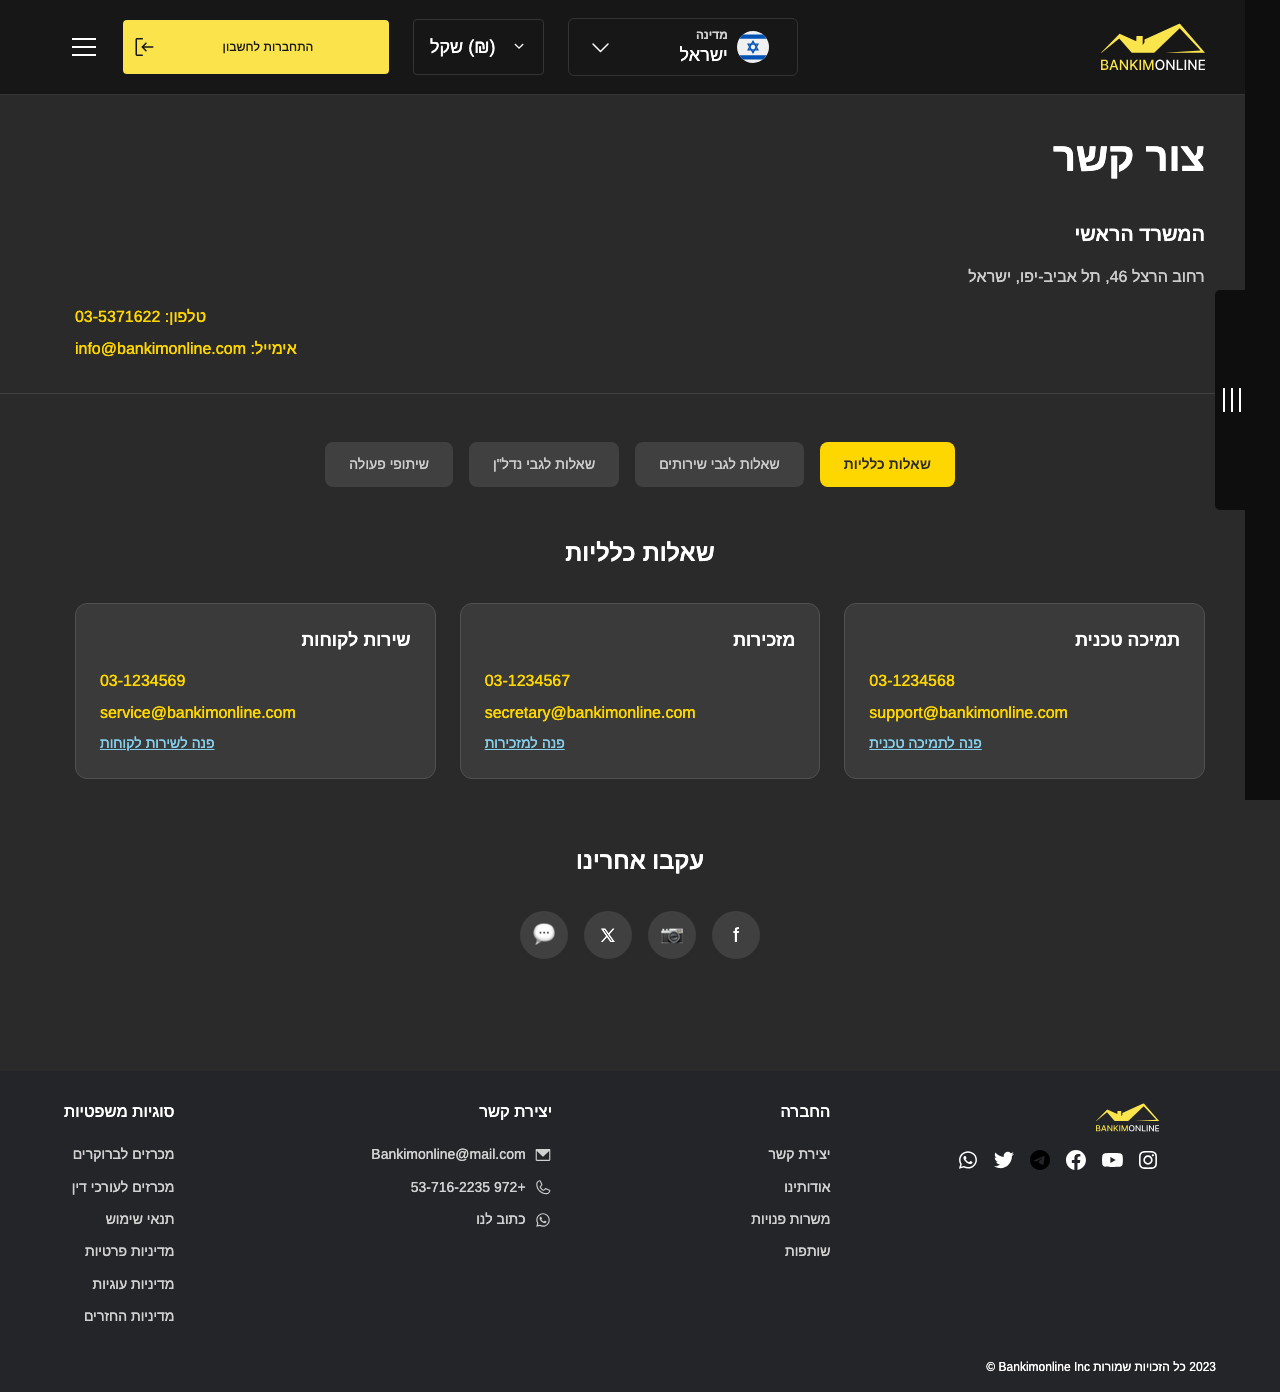 BANKIMONLINE
מדינה
ישראל
(₪) שקל
התחברות לחשבון
צור קשר
המשרד הראשי
רחוב הרצל 46, תל אביב-יפו, ישראל
טלפון: 03-5371622
אימייל: info@bankimonline.com
שאלות כלליות
שאלות לגבי שירותים
שאלות לגבי נדל"ן
שיתופי פעולה
שאלות כלליות
תמיכה טכנית
03-1234568
support@bankimonline.com
פנה לתמיכה טכנית
מזכירות
03-1234567
secretary@bankimonline.com
פנה למזכירות
שירות לקוחות
03-1234569
service@bankimonline.com
פנה לשירות לקוחות
עקבו אחרינו
f
𝕏
BANKIMONLINE
החברה
יצירת קשר
אודותינו
משרות פנויות
שותפות
יצירת קשר
Bankimonline@mail.com
53-716-2235 972+
כתוב לנו
סוגיות משפטיות
מכרזים לברוקרים
מכרזים לעורכי דין
תנאי שימוש
מדיניות פרטיות
מדיניות עוגיות
מדיניות החזרים
2023 כל הזכויות שמורות Bankimonline Inc ©